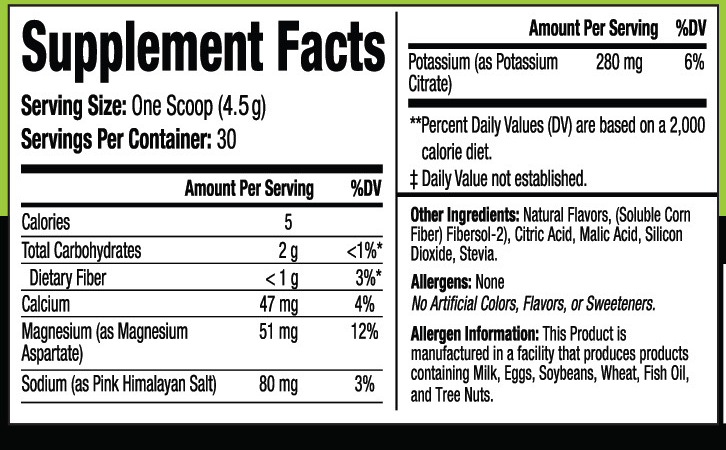 Supplement Facts
Serving Size: One Scoop (4.5 g)
Servings Per Container: 30
Amount Per Serving %DV
Calories 5
Total Carbohydrates 2 g <1%*
Dietary Fiber < 1 g 3%*
Calcium 47 mg 4%
Magnesium (as Magnesium 51 mg 12%
Aspartate)
Sodium (as Pink Himalayan Salt) 80 mg 3%
Amount Per Serving %DV
Potassium (as Potassium 280 mg 6%
Citrate)
**Percent Daily Values (DV) are based on a 2,000
calorie diet.
‡ Daily Value not established.
Other Ingredients: Natural Flavors, (Soluble Corn
Fiber) Fibersol-2), Citric Acid, Malic Acid, Silicon
Dioxide, Stevia.
Allergens: None
No Artificial Colors, Flavors, or Sweeteners.
Allergen Information: This Product is
manufactured in a facility that produces products
containing Milk, Eggs, Soybeans, Wheat, Fish Oil,
and Tree Nuts.